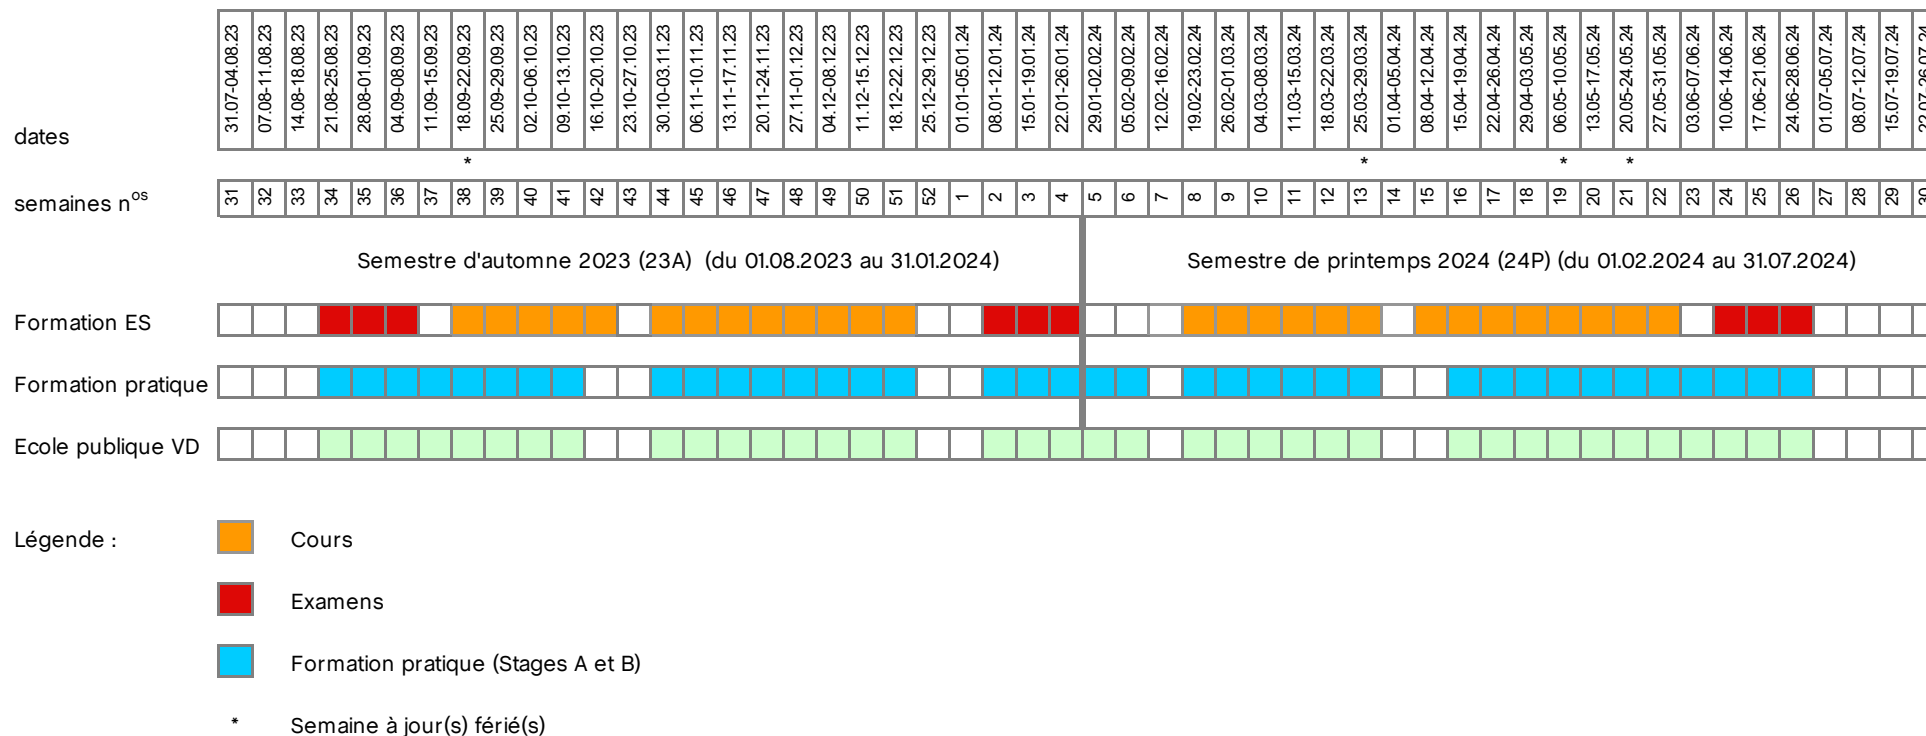 dates
31.07-04.08.23 07.08-11.08.23 14.08-18.08.23 21.08-25.08.23 28.08-01.09.23 04.09-08.09.23 11.09-15.09.23 18.09-22.09.23 25.09-29.09.23 02.10-06.10.23 09.10-13.10.23 16.10-20.10.23 23.10-27.10.23 30.10-03.11.23 06.11-10.11.23 13.11-17.11.23 20.11-24.11.23 27.11-01.12.23 04.12-08.12.23 11.12-15.12.23 18.12-22.12.23 25.12-29.12.23 01.01-05.01.24 08.01-12.01.24 15.01-19.01.24 22.01-26.01.24 29.01-02.02.24 05.02-09.02.24 12.02-16.02.24 19.02-23.02.24 26.02-01.03.24 04.03-08.03.24 11.03-15.03.24 18.03-22.03.24 25.03-29.03.24 01.04-05.04.24 08.04-12.04.24 15.04-19.04.24 22.04-26.04.24 29.04-03.05.24 06.05-10.05.24 13.05-17.05.24 20.05-24.05.24 27.05-31.05.24 03.06-07.06.24 10.06-14.06.24 17.06-21.06.24 24.06-28.06.24 01.07-05.07.24 08.07-12.07.24 15.07-19.07.24 22.07-26.07.24
* * * *
semaines nos 31 32 33 34 35 36 37 38 39 40 41 42 43 44 45 46 47 48 49 50 51 52 1 2 3 4 5 6 7 8 9 10 11 12 13 14 15 16 17 18 19 20 21 22 23 24 25 26 27 28 29 30
Semestre d'automne 2023 (23A) (du 01.08.2023 au 31.01.2024) Semestre de printemps 2024 (24P) (du 01.02.2024 au 31.07.2024)
Formation ES
Formation pratique
Ecole publique VD
Légende : Cours
Examens
Formation pratique (Stages A et B)
* Semaine à jour(s) férié(s)